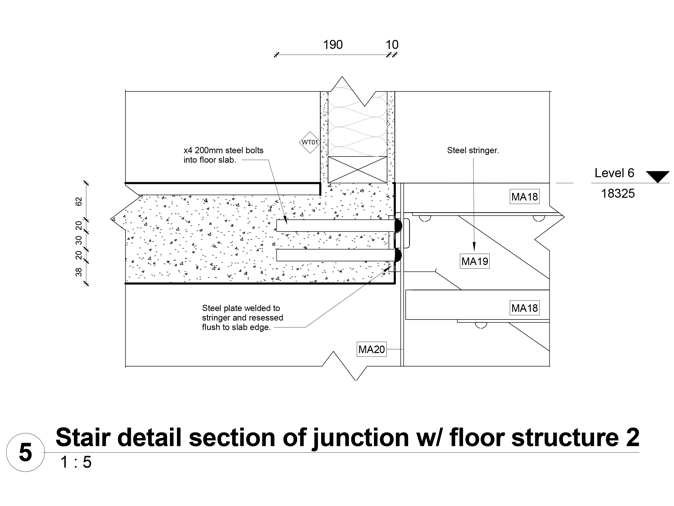 190 10
WT01
x4 200mm steel bolts
into floor slab.
Steel stringer.
Level 6
18325
MA18
62
20
30
20
38
MA19
MA18
Steel plate welded to
stringer and resessed
flush to slab edge.
MA20
5
Stair detail section of junction w/ floor structure 2
1 : 5